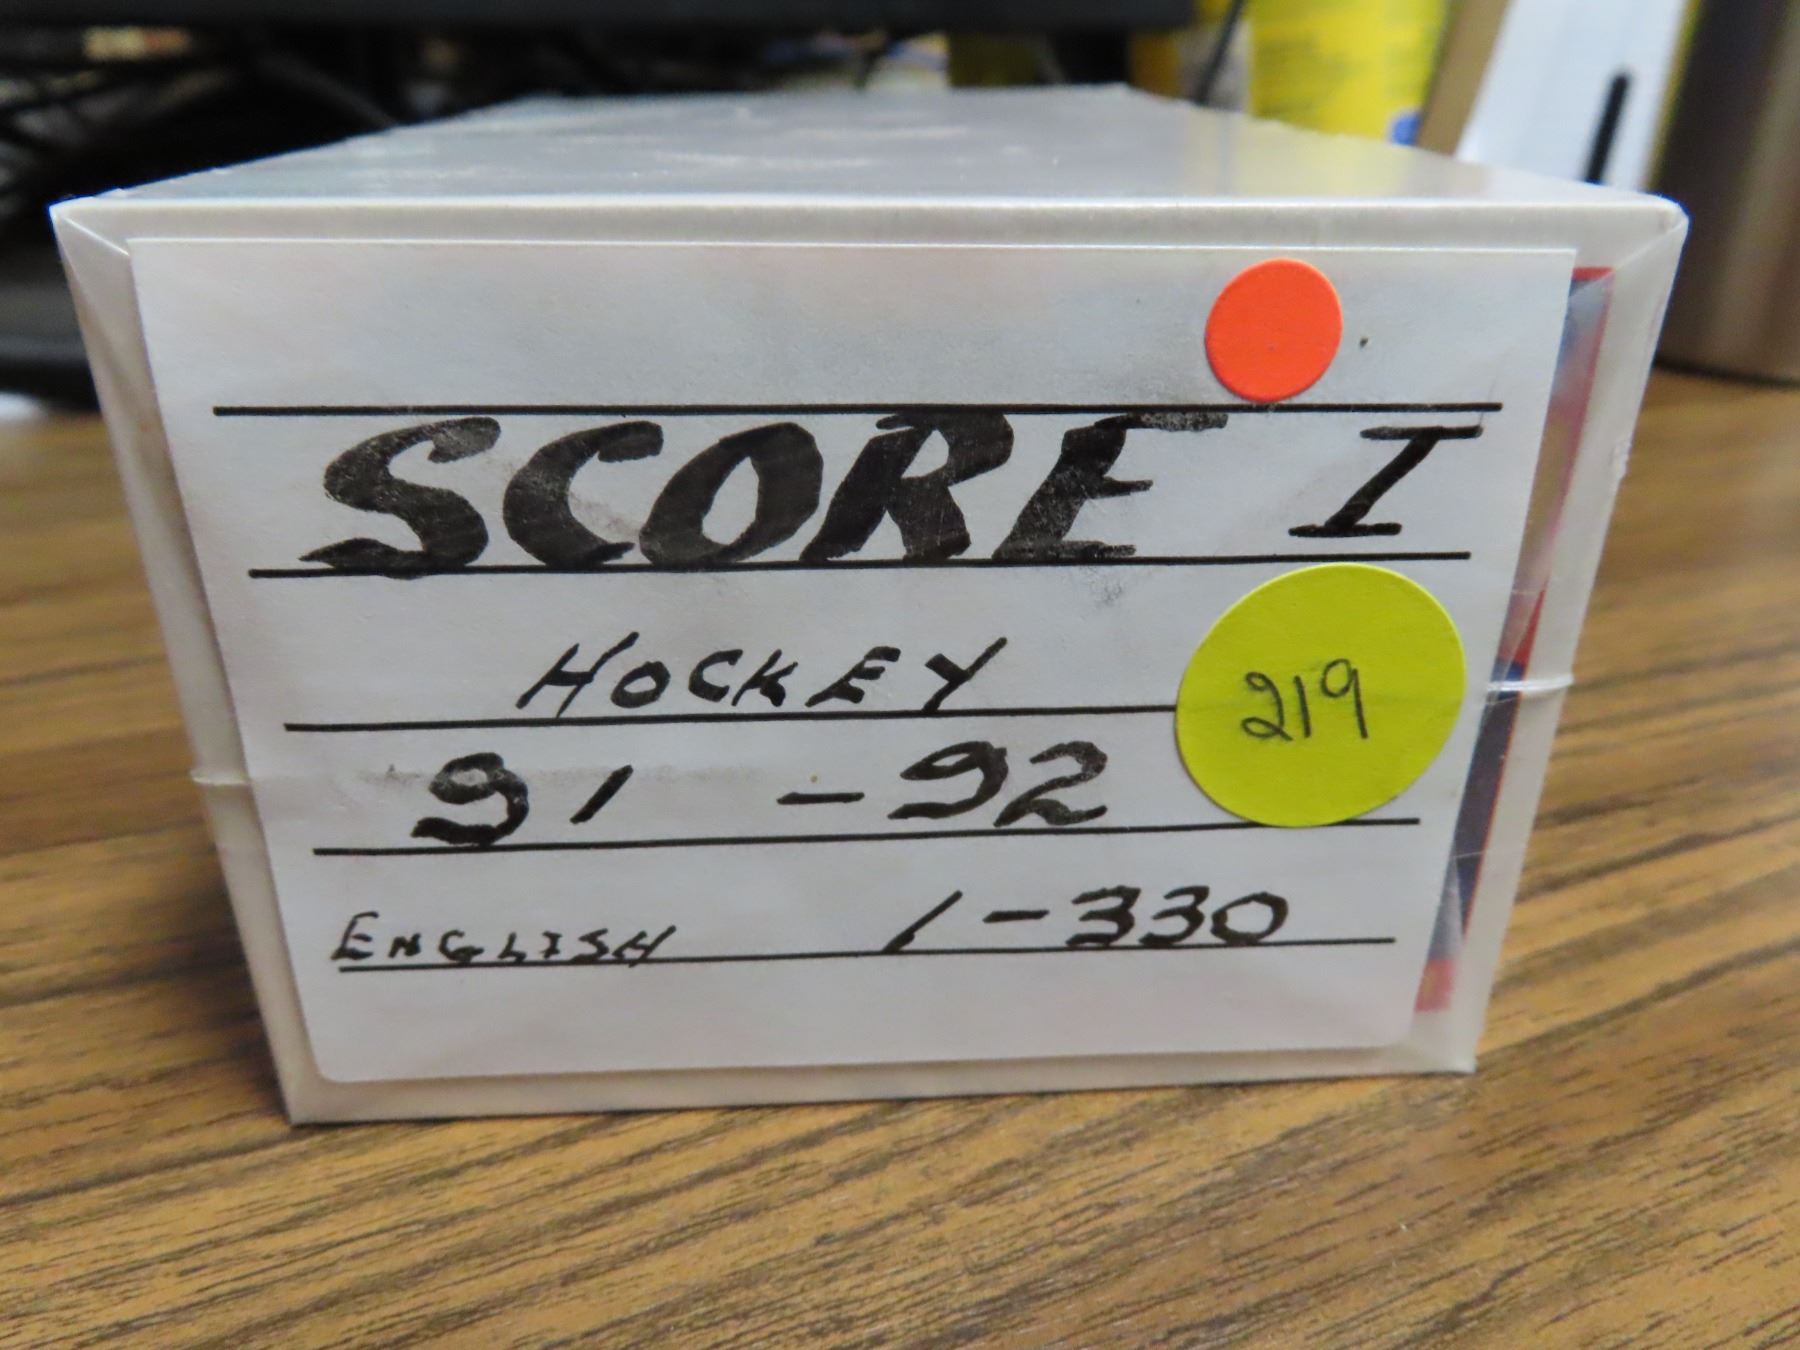 SCORE I
HOCKEY
219
91 - 92
ENGLISH 1-330